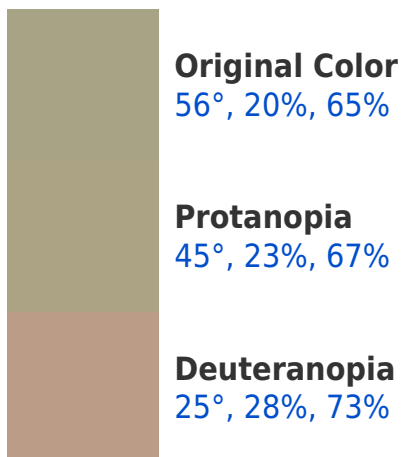 Original Color
56°, 20%, 65%
Protanopia
45°, 23%, 67%
Deuteranopia
25°, 28%, 73%